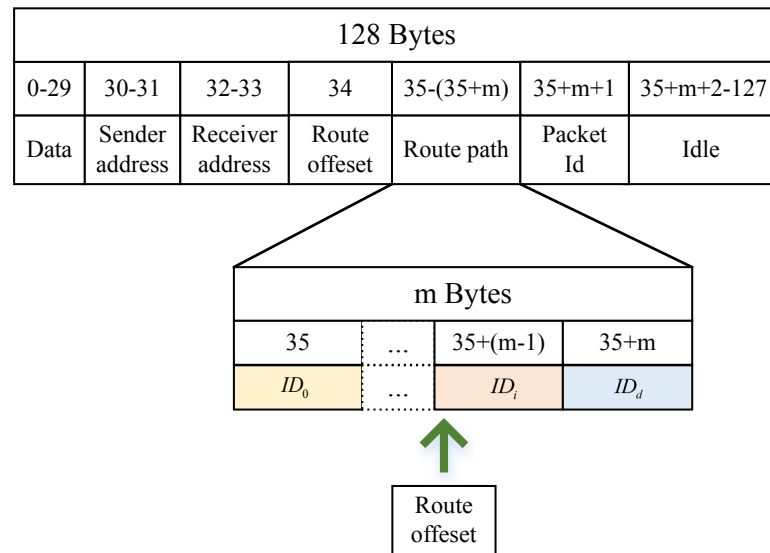 128 Bytes
0-29 30-31 32-33 34 35-(35+m) 35+m+1 35+m+2-127
Data Sender address Receiver address Route offeset Route path Packet Id Idle
m Bytes
35 ... 35+(m-1) 35+m
ID0 ... IDi IDd
Route
offeset